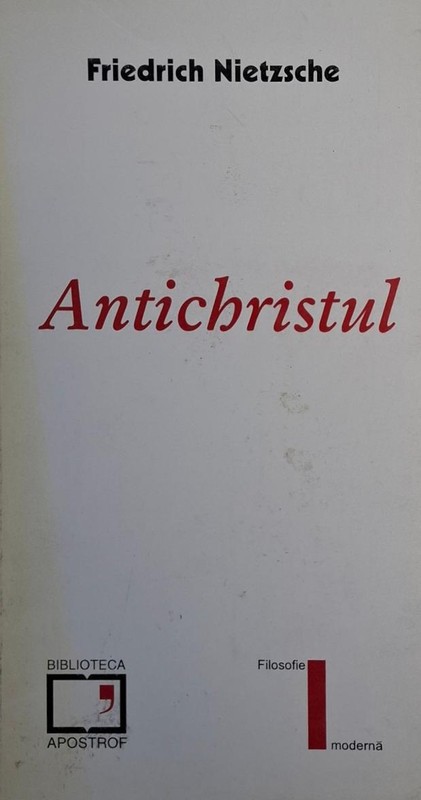 Friedrich Nietzsche
Antichristul
BIBLIOTECA
APOSTROF
Filosofie
modernă